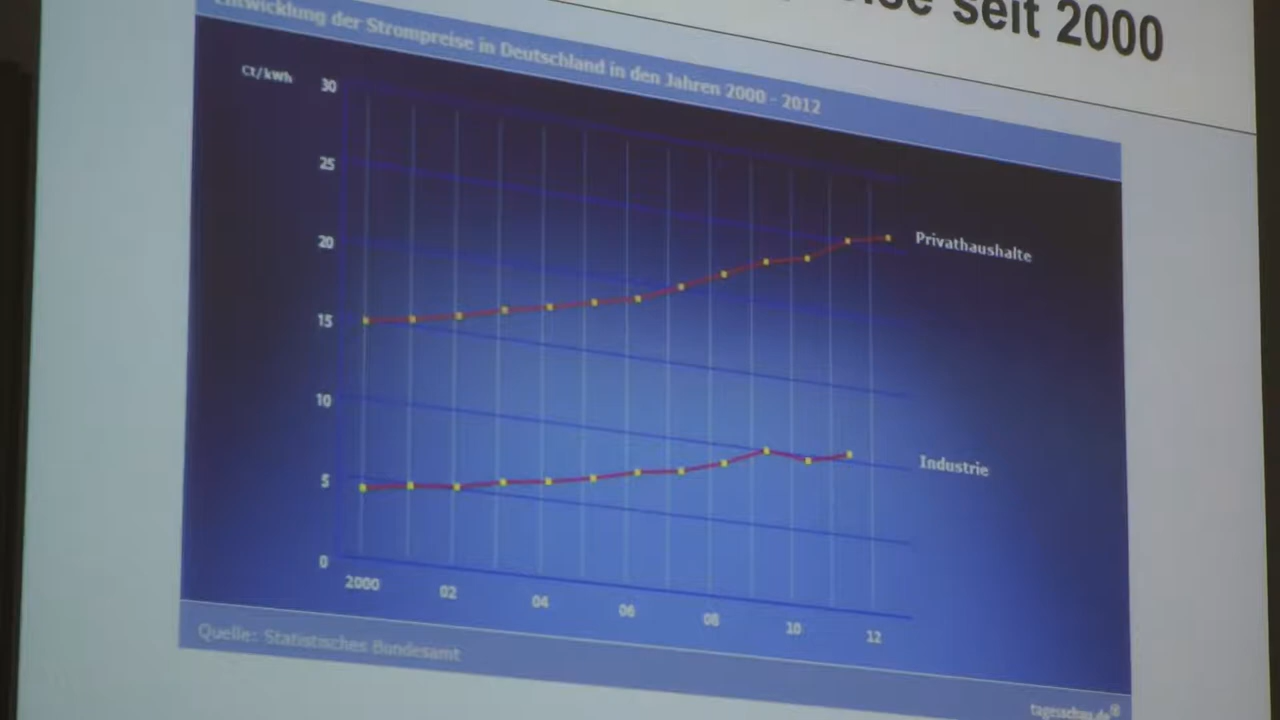 seit 2000
Entwicklung der Strompreise in Deutschland in den Jahren 2000 - 2012
Ct/kWh
30
25
20
15
10
5
0
Privathaushalte
Industrie
2000 02 04 06 08 10 12
Quelle: Statistisches Bundesamt
tagesschau.de®